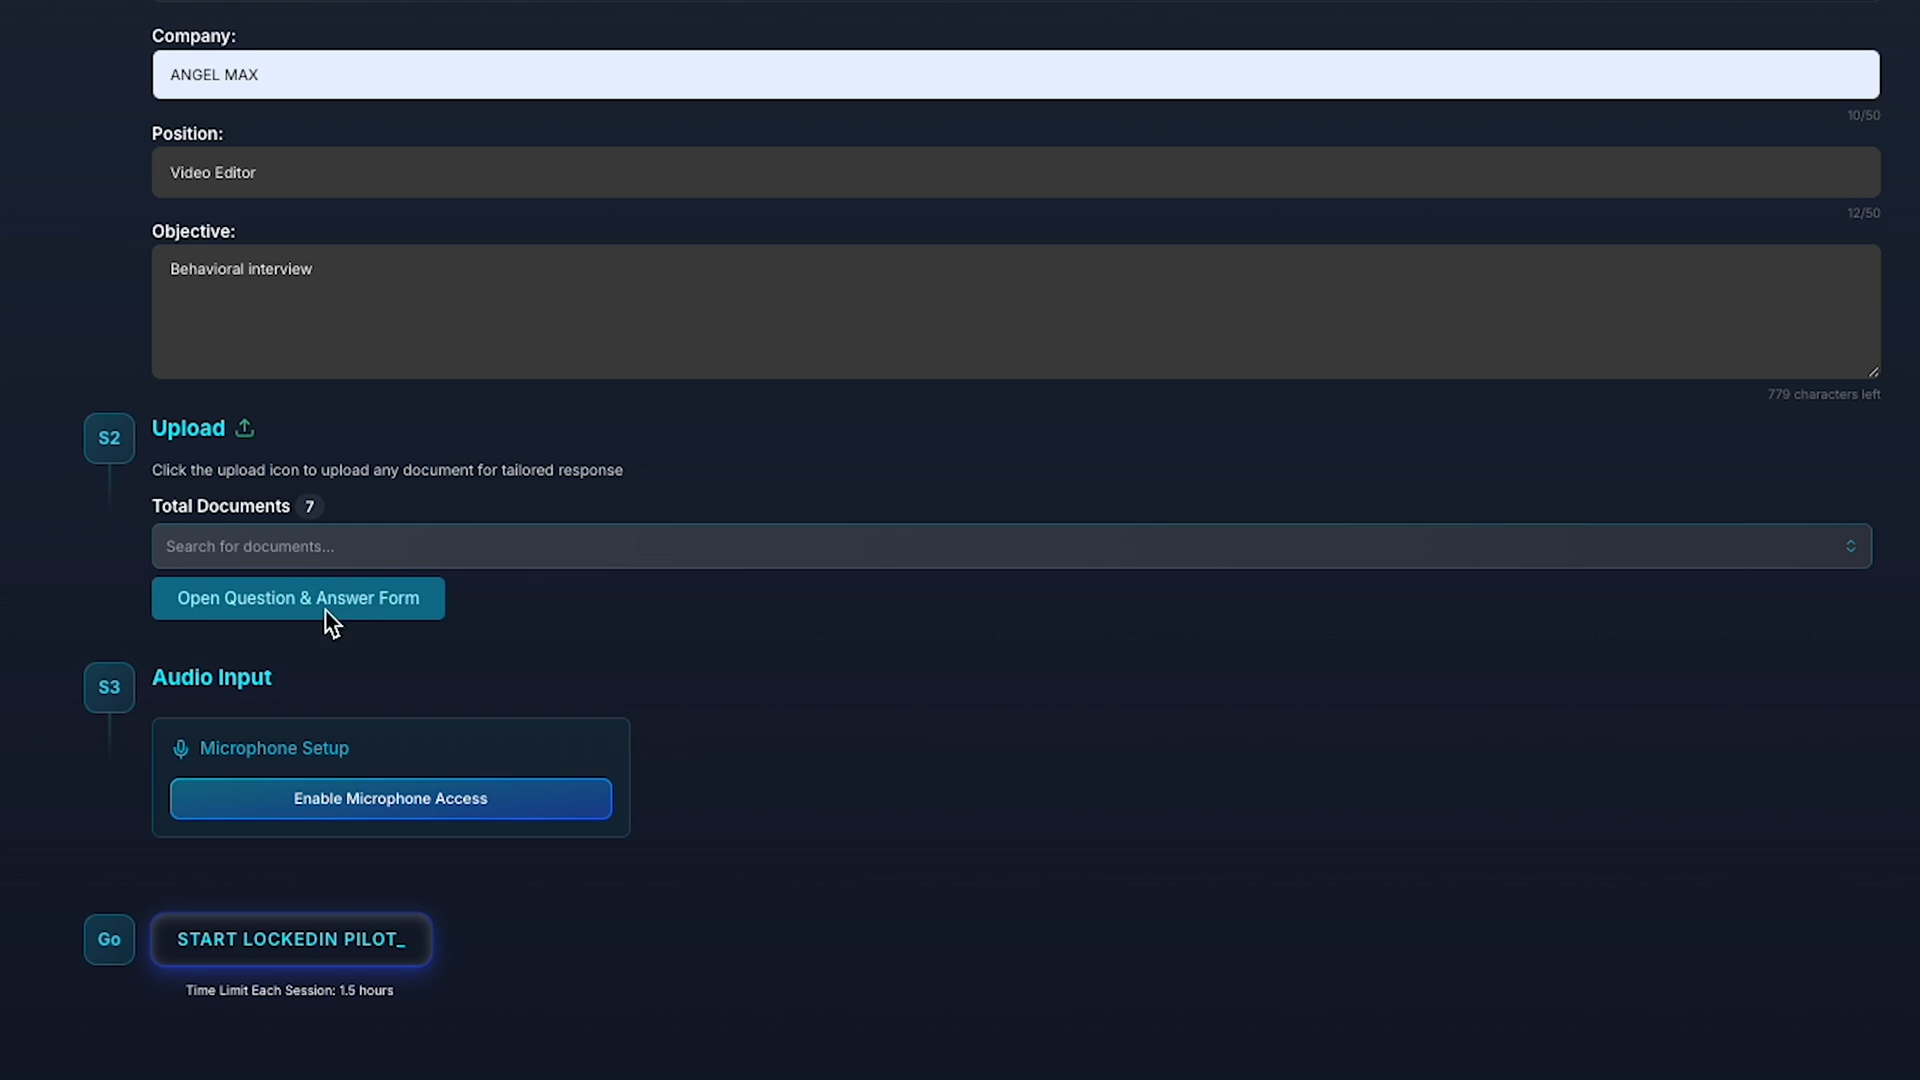 Company:
ANGEL MAX
10/50
Position:
Video Editor
12/50
Objective:
Behavioral interview
779 characters left
S2
Upload
Click the upload icon to upload any document for tailored response
Total Documents 7
Search for documents...
Open Question & Answer Form
S3
Audio Input
Microphone Setup
Enable Microphone Access
Go
START LOCKEDIN PILOT_
Time Limit Each Session: 1.5 hours